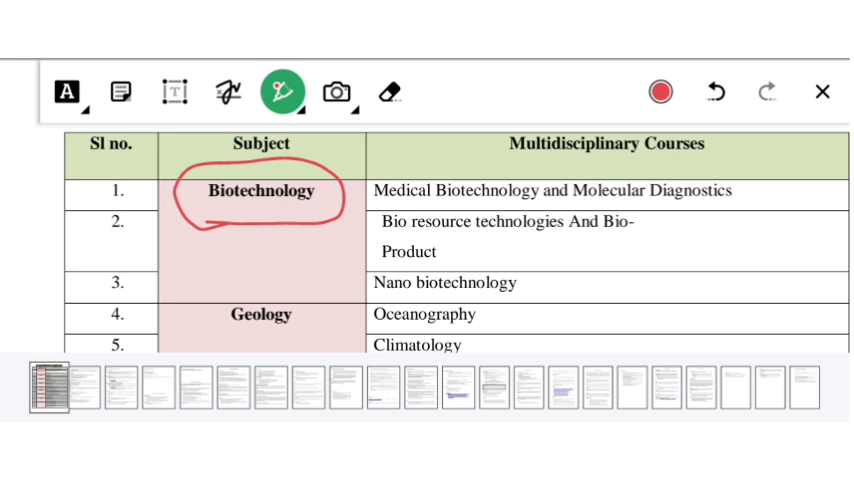 Sl no. Subject Multidisciplinary Courses
1. Biotechnology Medical Biotechnology and Molecular Diagnostics
2. Bio resource technologies And Bio-
Product
3. Nano biotechnology
4. Geology Oceanography
5. Climatology